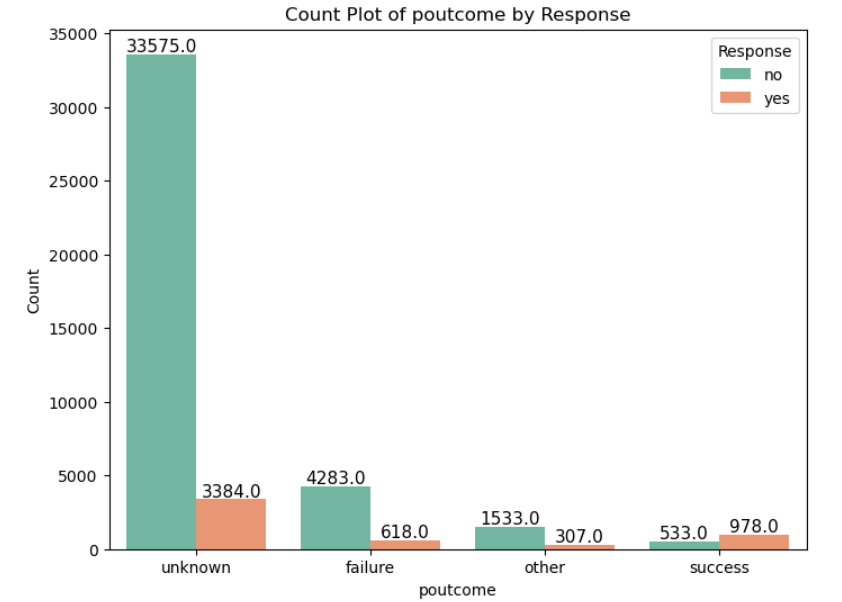 Count Plot of poutcome by Response
35000
30000
25000
20000
15000
10000
5000
0
Count
33575.0
3384.0
4283.0
618.0
1533.0
307.0
533.0
978.0
Response
no
yes
unknown failure other success
poutcome